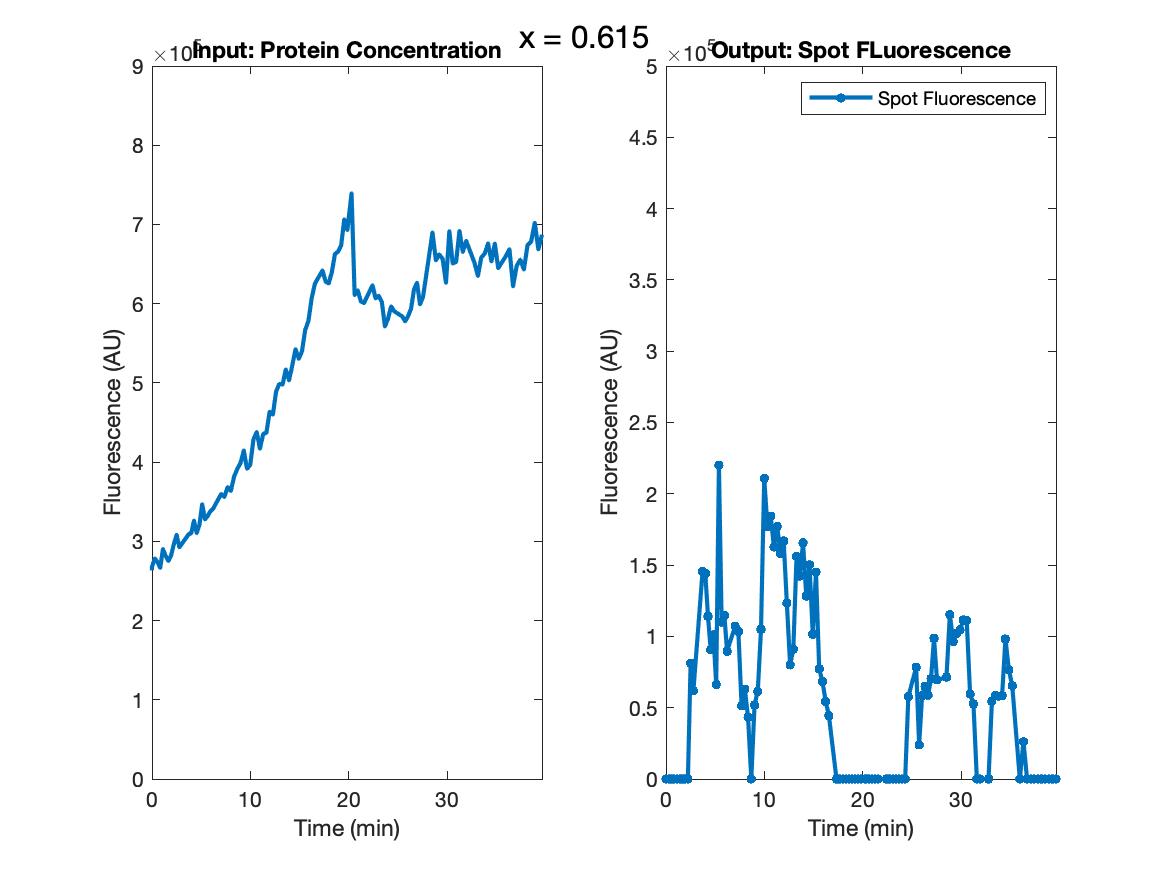 x = 0.615
×10⁵
Input: Protein Concentration
9
8
7
6
5
4
3
2
1
0
Fluorescence (AU)
0 10 20 30
Time (min)
×10⁵
Output: Spot FLuorescence
Spot Fluorescence
5
4.5
4
3.5
3
2.5
2
1.5
1
0.5
0
Fluorescence (AU)
0 10 20 30
Time (min)